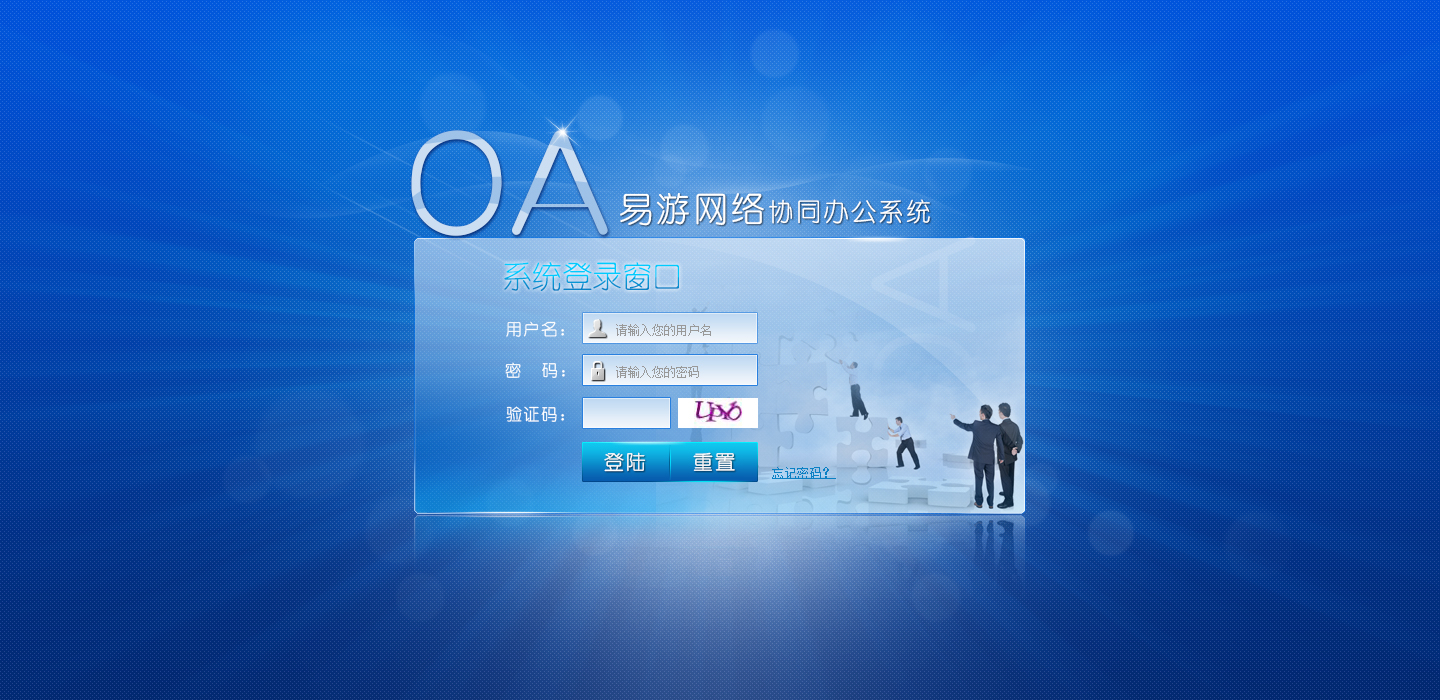 OA 易游网络协同办公系统
系统登录窗口
用户名： 请输入您的用户名
密 码： 请输入您的密码
验证码：
登陆 重置 忘记密码？